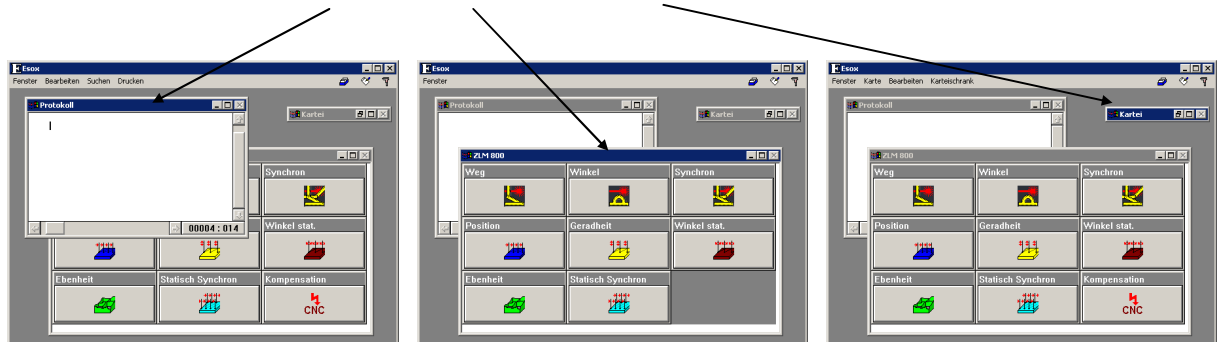 Esox
Fenster Bearbeiten Suchen Drucken
Protokoll
Kartei
Synchron
00004 : 014
Winkel stat.
Ebenheit Statisch Synchron Kompensation
CNC
Esox
Fenster
Protokoll
Kartei
ZLM 800
Weg Winkel Synchron
Position Geradheit Winkel stat.
Ebenheit Statisch Synchron
Esox
Fenster Karte Bearbeiten Karteischrank
Protokoll
Kartei
ZLM 800
Weg Winkel Synchron
Position Geradheit Winkel stat.
Ebenheit Statisch Synchron Kompensation
CNC